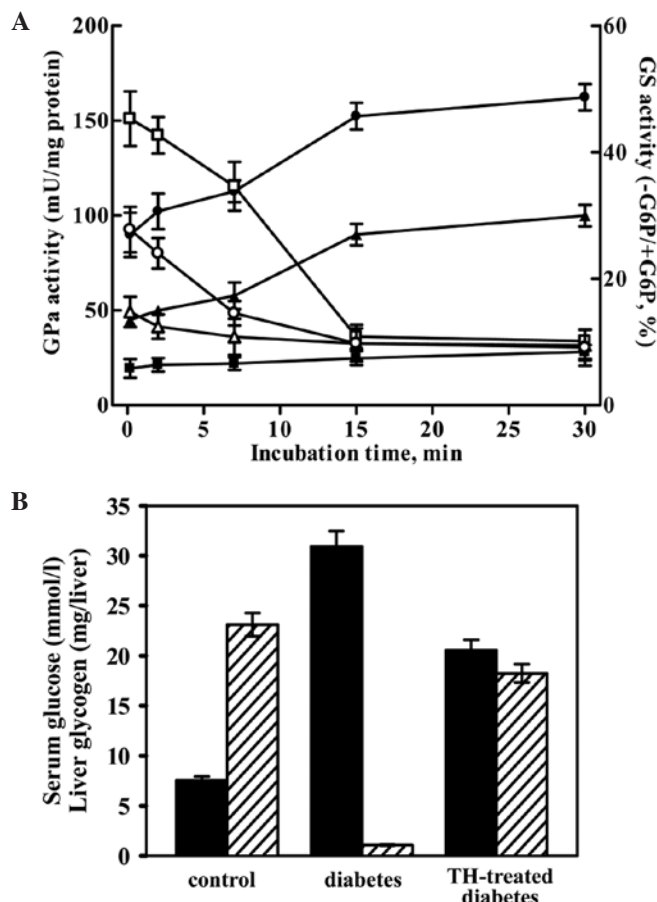 A
200
150
100
50
0
GPa activity (mU/mg protein)
60
40
20
0
GS activity (-G6P/+G6P, %)
0 5 10 15 20 25 30
Incubation time, min
B
35
30
25
20
15
10
5
0
Serum glucose (mmol/l)
Liver glycogen (mg/liver)
control diabetes TH-treated
diabetes